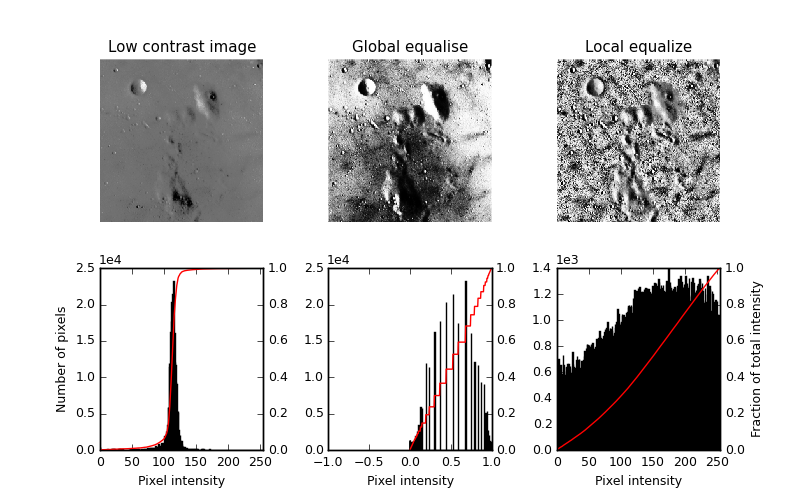 Low contrast image
Global equalise
Local equalize
1e4
2.5
2.0
1.5
1.0
0.5
0.0
Number of pixels
0 50 100 150 200 250
Pixel intensity
1.0
0.8
0.6
0.4
0.2
0.0
1e4
2.5
2.0
1.5
1.0
0.5
0.0
−1.0 −0.5 0.0 0.5 1.0
Pixel intensity
1.0
0.8
0.6
0.4
0.2
0.0
1e3
1.4
1.2
1.0
0.8
0.6
0.4
0.2
0.0
0 50 100 150 200 250
Pixel intensity
1.0
0.8
0.6
0.4
0.2
0.0
Fraction of total intensity